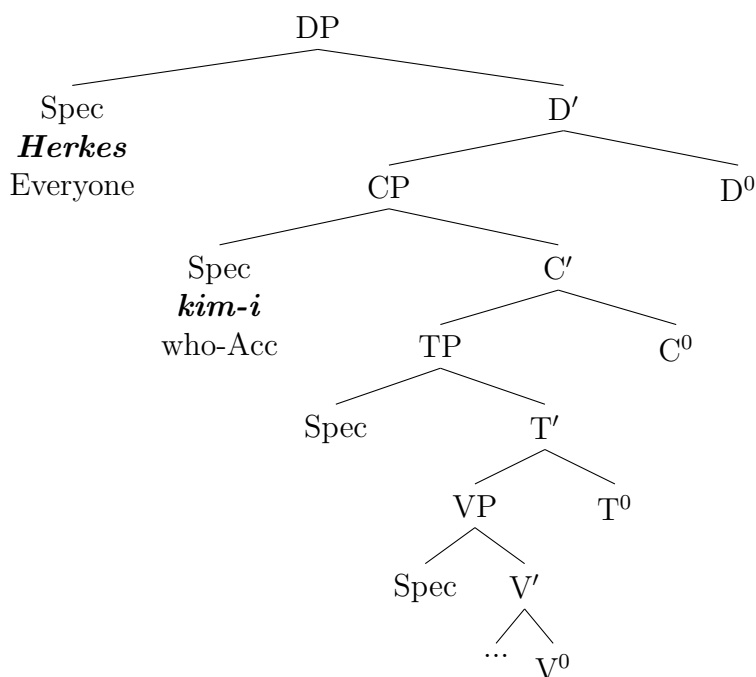 DP
Spec D′
Herkes
Everyone CP D⁰
Spec C′
kim-i
who-Acc TP C⁰
Spec T′
VP T⁰
Spec V′
... V⁰